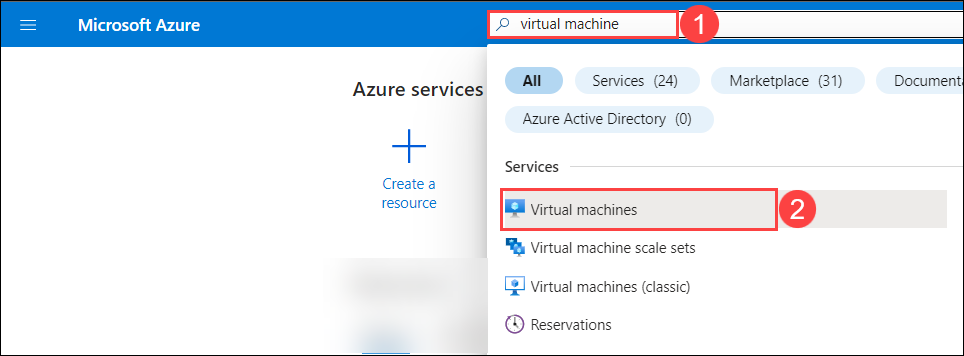 Microsoft Azure
virtual machine
1
All
Services (24)
Marketplace (31)
Azure Active Directory (0)
Azure services
Create a
resource
Services
Virtual machines
2
Virtual machine scale sets
Virtual machines (classic)
Reservations